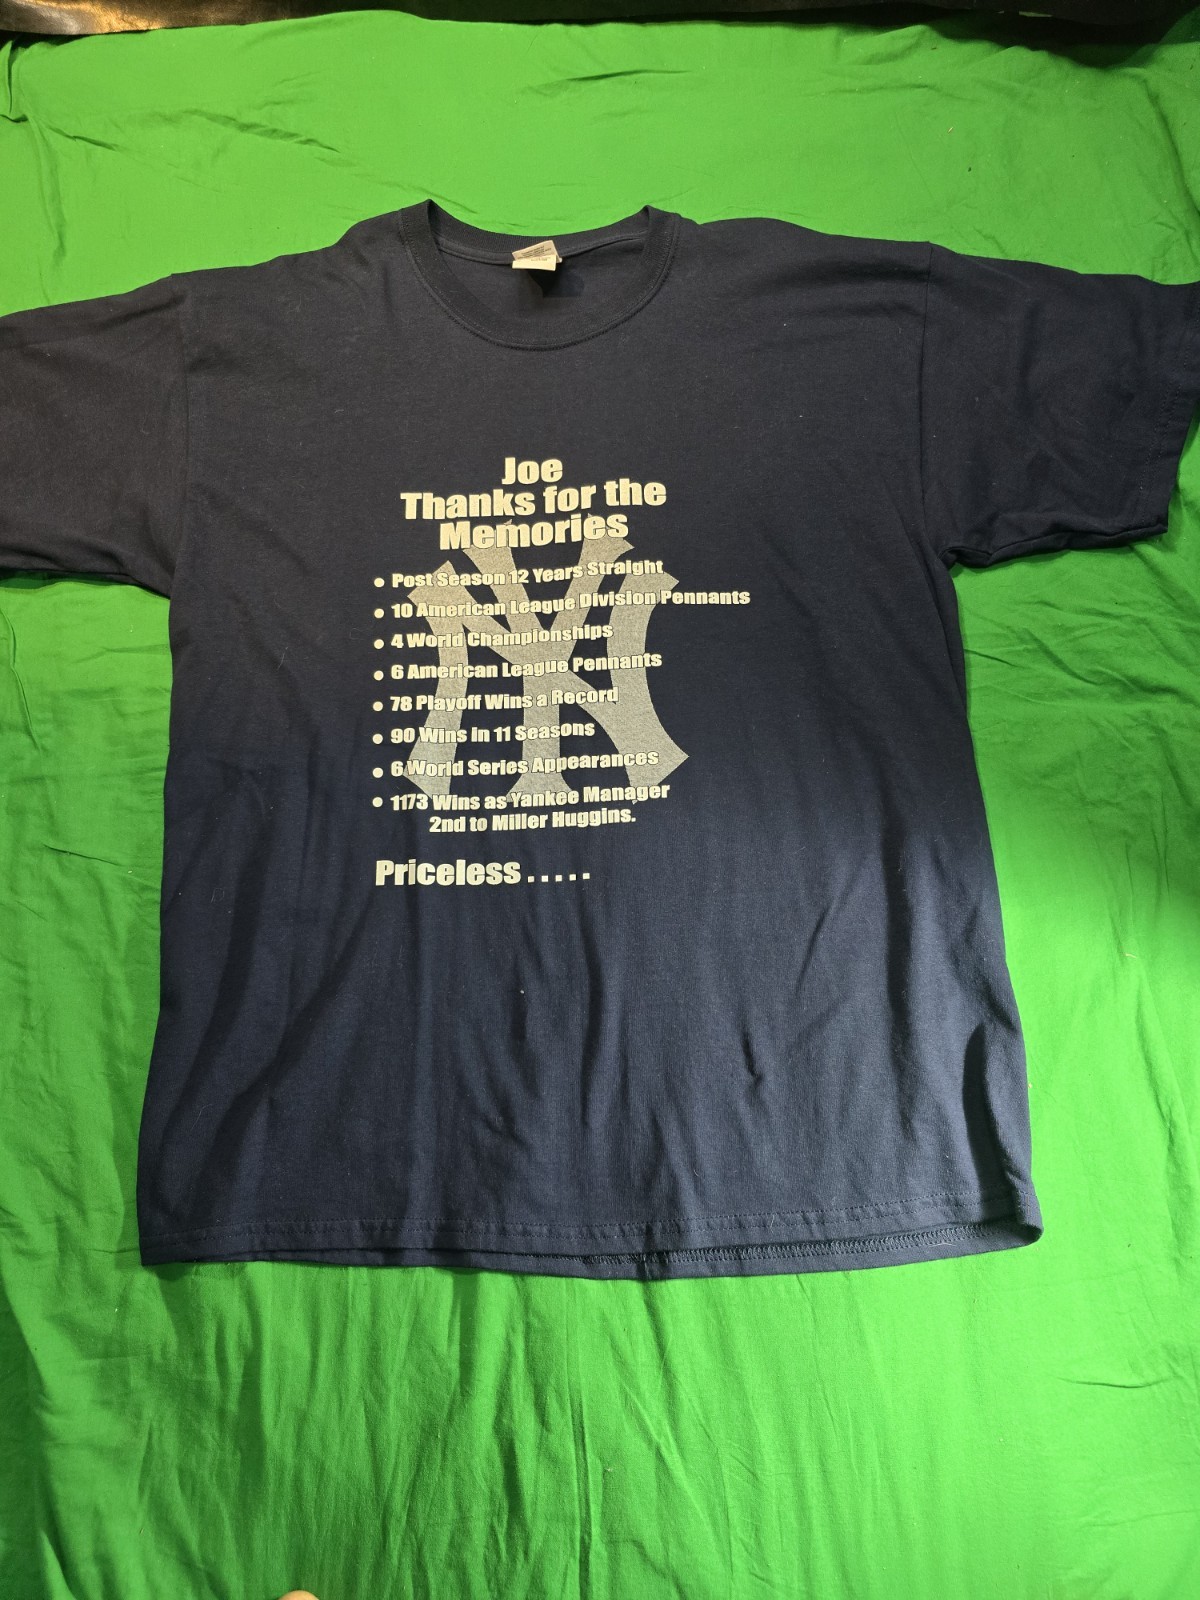 Joe
Thanks for the
Memories
• Post Season 12 Years Straight
• 10 American League Division Pennants
• 4 World Championships
• 6 American League Pennants
• 78 Playoff Wins a Record
• 90 Wins in 11 Seasons
• 6 World Series Appearances
• 1173 Wins as Yankee Manager
2nd to Miller Huggins.
Priceless.....
NY